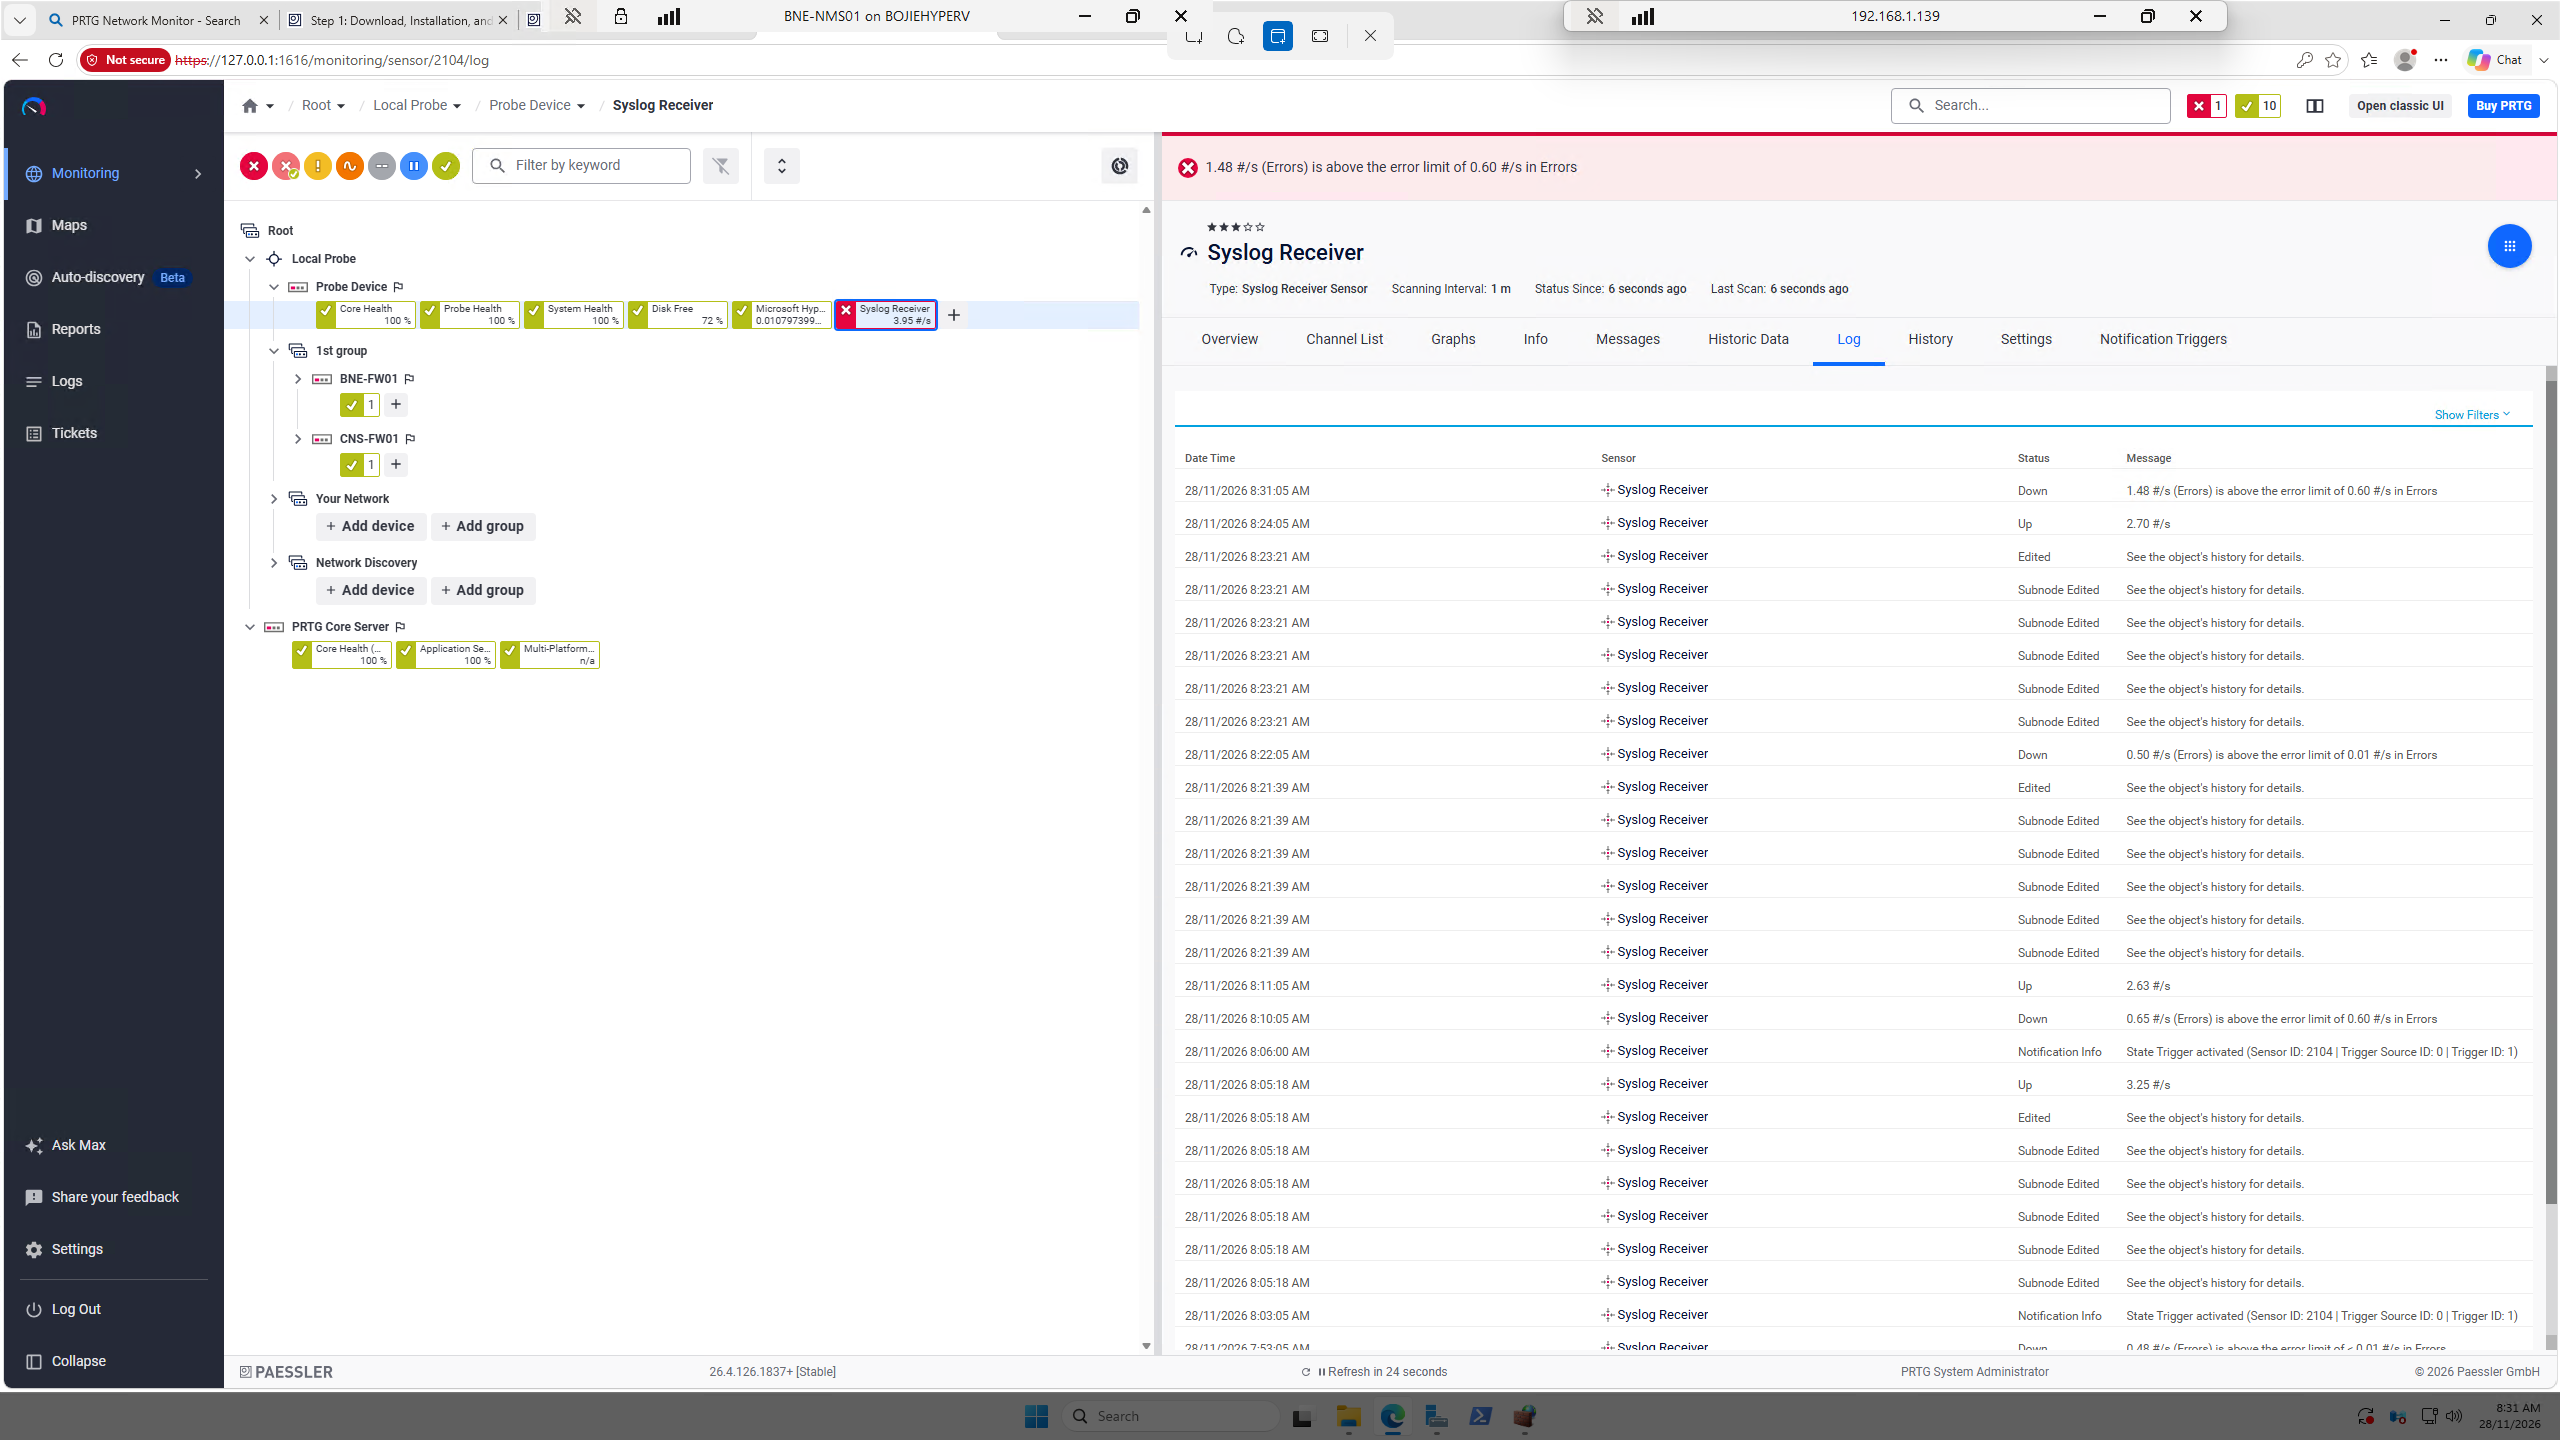 PRTG Network Monitor - Search
Step 1: Download, Installation, and
BNE-NMS01 on BOJIEHYPERV
192.168.1.139
Not secure https://127.0.0.1:1616/monitoring/sensor/2104/log
Chat
Root / Local Probe / Probe Device / Syslog Receiver
Search...
1
10
Open classic UI
Buy PRTG
Monitoring
Maps
Auto-discovery Beta
Reports
Logs
Tickets
Ask Max
Share your feedback
Settings
Log Out
Collapse
Filter by keyword
Root
Local Probe
Probe Device
Core Health 100 %
Probe Health 100 %
System Health 100 %
Disk Free 72 %
Microsoft Hyp... 0.010797399...
Syslog Receiver 3.95 #/s
1st group
BNE-FW01
1
CNS-FW01
1
Your Network
+ Add device + Add group
Network Discovery
+ Add device + Add group
PRTG Core Server
Core Health (... 100 %
Application Se... 100 %
Multi-Platform... n/a
1.48 #/s (Errors) is above the error limit of 0.60 #/s in Errors
Syslog Receiver
Type: Syslog Receiver Sensor Scanning Interval: 1 m Status Since: 6 seconds ago Last Scan: 6 seconds ago
Overview Channel List Graphs Info Messages Historic Data Log History Settings Notification Triggers
Show Filters
Date Time Sensor Status Message
28/11/2026 8:31:05 AM Syslog Receiver Down 1.48 #/s (Errors) is above the error limit of 0.60 #/s in Errors
28/11/2026 8:24:05 AM Syslog Receiver Up 2.70 #/s
28/11/2026 8:23:21 AM Syslog Receiver Edited See the object's history for details.
28/11/2026 8:23:21 AM Syslog Receiver Subnode Edited See the object's history for details.
28/11/2026 8:23:21 AM Syslog Receiver Subnode Edited See the object's history for details.
28/11/2026 8:23:21 AM Syslog Receiver Subnode Edited See the object's history for details.
28/11/2026 8:23:21 AM Syslog Receiver Subnode Edited See the object's history for details.
28/11/2026 8:23:21 AM Syslog Receiver Subnode Edited See the object's history for details.
28/11/2026 8:22:05 AM Syslog Receiver Down 0.50 #/s (Errors) is above the error limit of 0.01 #/s in Errors
28/11/2026 8:21:39 AM Syslog Receiver Edited See the object's history for details.
28/11/2026 8:21:39 AM Syslog Receiver Subnode Edited See the object's history for details.
28/11/2026 8:21:39 AM Syslog Receiver Subnode Edited See the object's history for details.
28/11/2026 8:21:39 AM Syslog Receiver Subnode Edited See the object's history for details.
28/11/2026 8:21:39 AM Syslog Receiver Subnode Edited See the object's history for details.
28/11/2026 8:21:39 AM Syslog Receiver Subnode Edited See the object's history for details.
28/11/2026 8:11:05 AM Syslog Receiver Up 2.63 #/s
28/11/2026 8:10:05 AM Syslog Receiver Down 0.65 #/s (Errors) is above the error limit of 0.60 #/s in Errors
28/11/2026 8:06:00 AM Syslog Receiver Notification Info State Trigger activated (Sensor ID: 2104 | Trigger Source ID: 0 | Trigger ID: 1)
28/11/2026 8:05:18 AM Syslog Receiver Up 3.25 #/s
28/11/2026 8:05:18 AM Syslog Receiver Edited See the object's history for details.
28/11/2026 8:05:18 AM Syslog Receiver Subnode Edited See the object's history for details.
28/11/2026 8:05:18 AM Syslog Receiver Subnode Edited See the object's history for details.
28/11/2026 8:05:18 AM Syslog Receiver Subnode Edited See the object's history for details.
28/11/2026 8:05:18 AM Syslog Receiver Subnode Edited See the object's history for details.
28/11/2026 8:05:18 AM Syslog Receiver Subnode Edited See the object's history for details.
28/11/2026 8:03:05 AM Syslog Receiver Notification Info State Trigger activated (Sensor ID: 2104 | Trigger Source ID: 0 | Trigger ID: 1)
28/11/2026 7:53:05 AM Syslog Receiver Down 0.48 #/s (Errors) is above the error limit of < 0.01 #/s in Errors
PAESSLER
26.4.126.1837+ [Stable]
Refresh in 24 seconds
PRTG System Administrator
© 2026 Paessler GmbH
Search
8:31 AM
28/11/2026